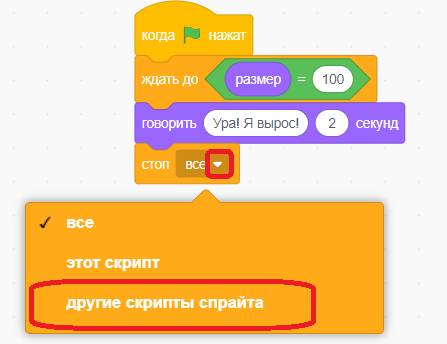 когда нажат
ждать до размер = 100
говорить Ура! Я вырос! 2 секунд
стоп все
✓ все
этот скрипт
другие скрипты спрайта